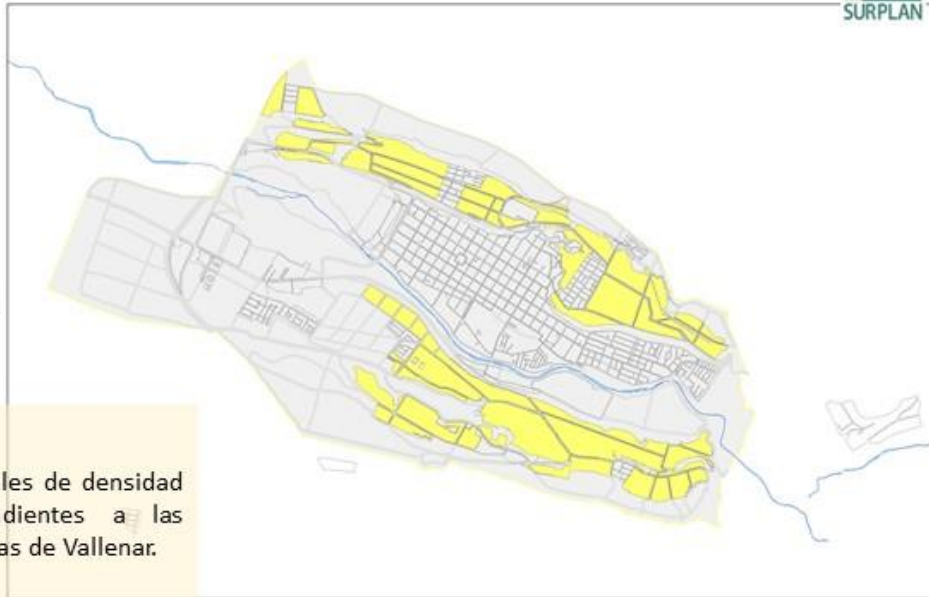 SURPLAN
les de densidad
dientes a las
as de Vallenar.